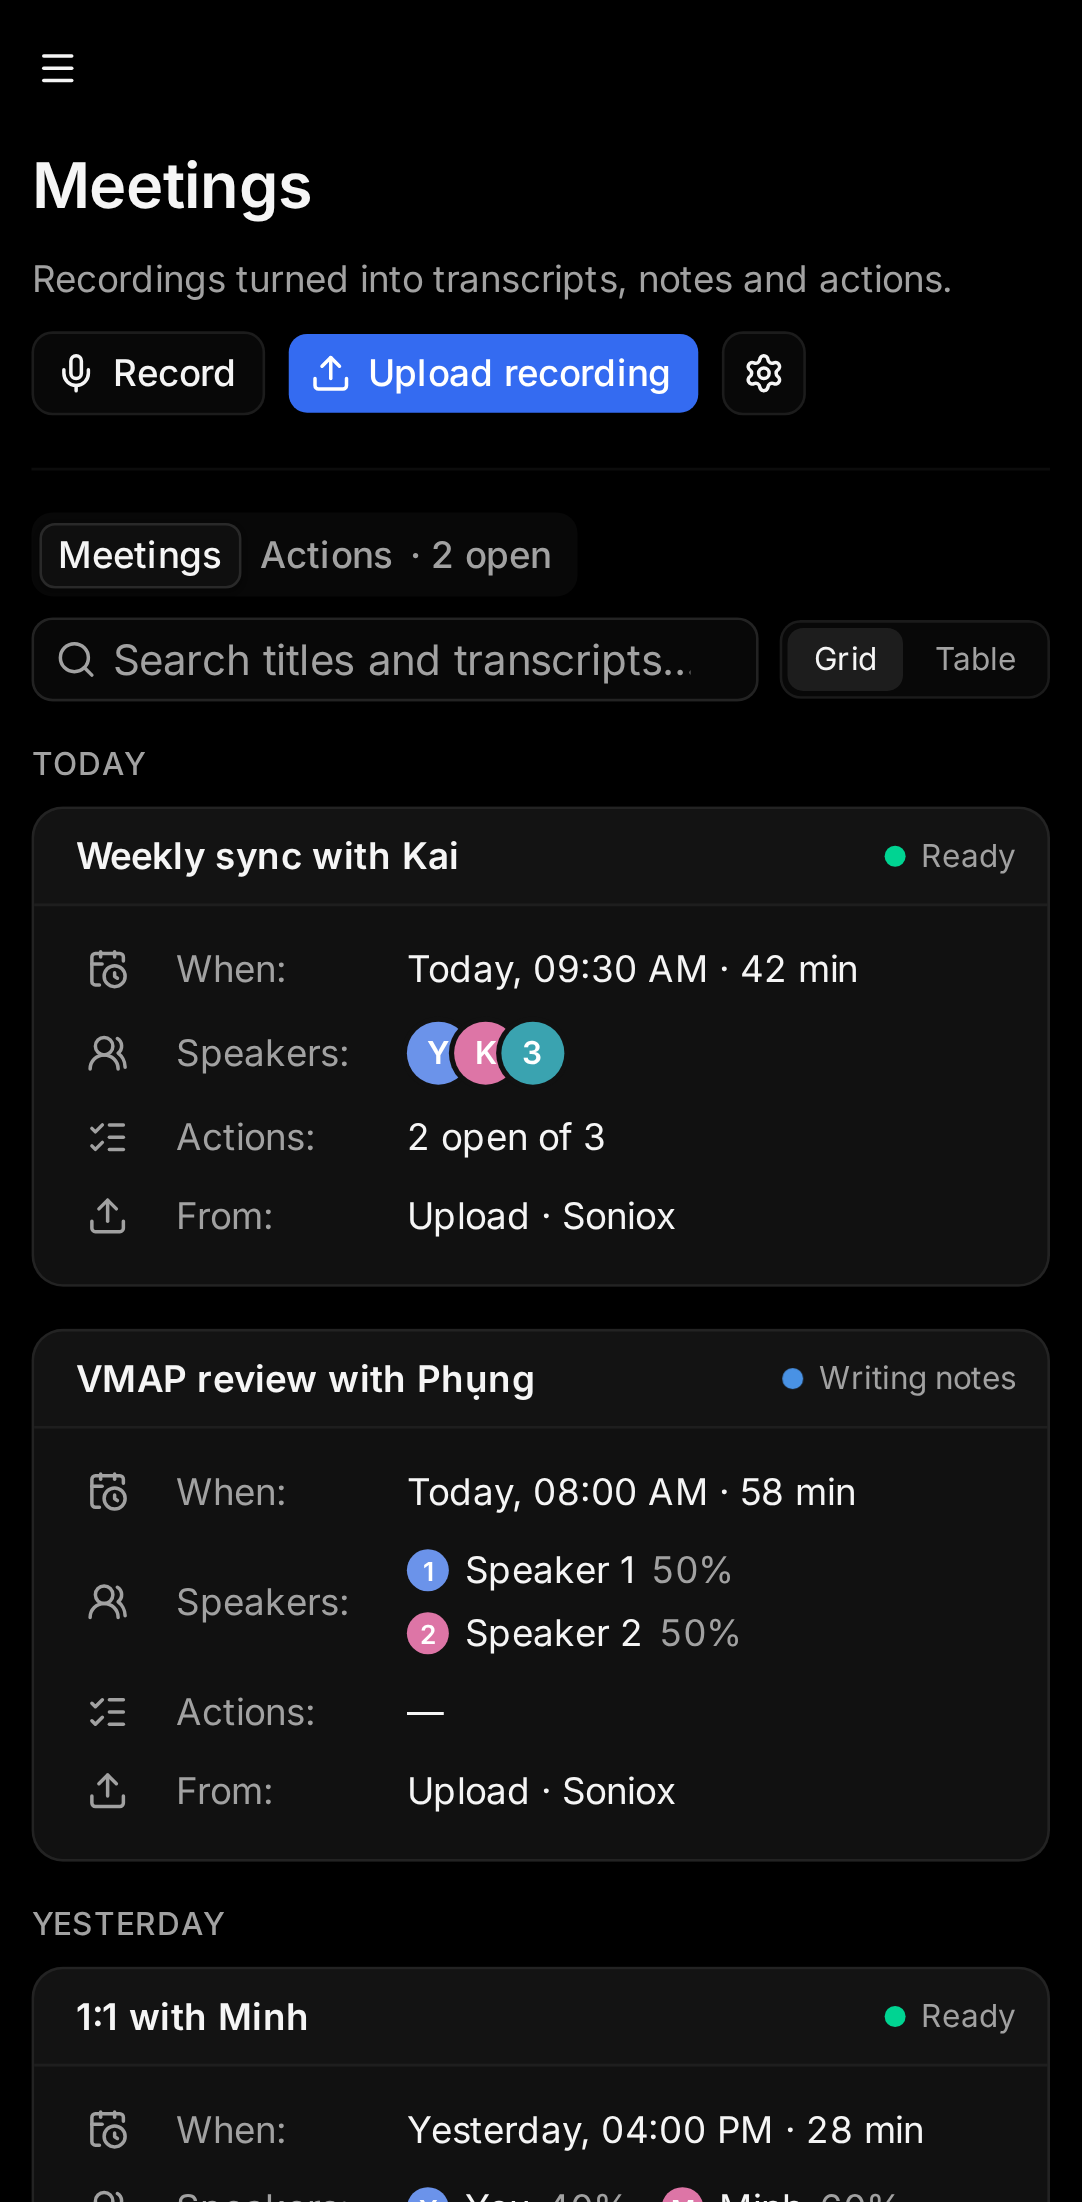 Meetings
Recordings turned into transcripts, notes and actions.
Record
Upload recording
Meetings
Actions · 2 open
Search titles and transcripts...
Grid
Table
TODAY
Weekly sync with Kai
Ready
When: Today, 09:30 AM · 42 min
Speakers: Y K 3
Actions: 2 open of 3
From: Upload · Soniox
VMAP review with Phụng
Writing notes
When: Today, 08:00 AM · 58 min
Speakers:
1 Speaker 1 50%
2 Speaker 2 50%
Actions: —
From: Upload · Soniox
YESTERDAY
1:1 with Minh
Ready
When: Yesterday, 04:00 PM · 28 min
Speakers: You Minh